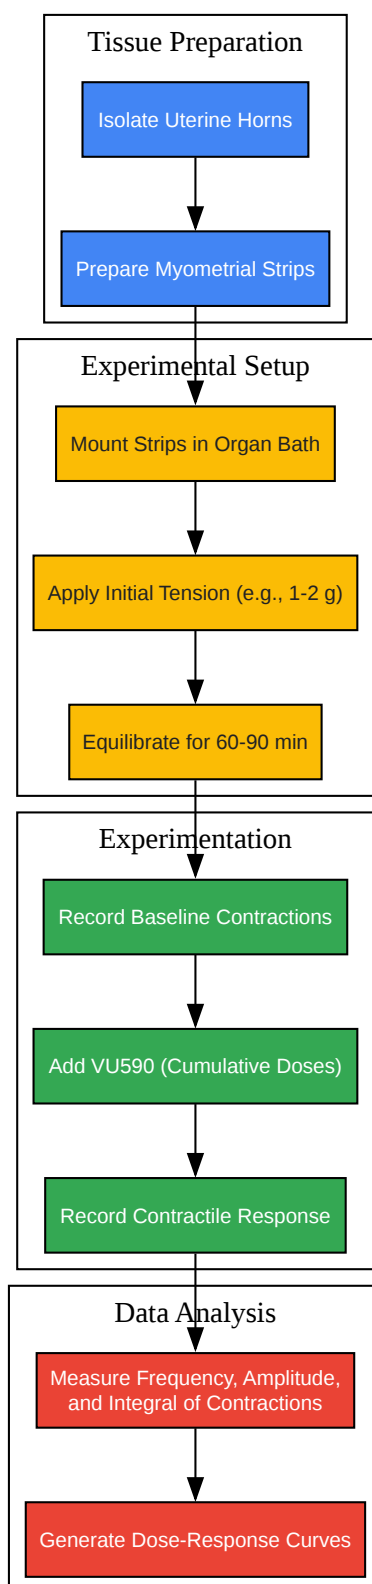 Tissue Preparation
Isolate Uterine Horns
Prepare Myometrial Strips
Experimental Setup
Mount Strips in Organ Bath
Apply Initial Tension (e.g., 1-2 g)
Equilibrate for 60-90 min
Experimentation
Record Baseline Contractions
Add VU590 (Cumulative Doses)
Record Contractile Response
Data Analysis
Measure Frequency, Amplitude,
and Integral of Contractions
Generate Dose-Response Curves